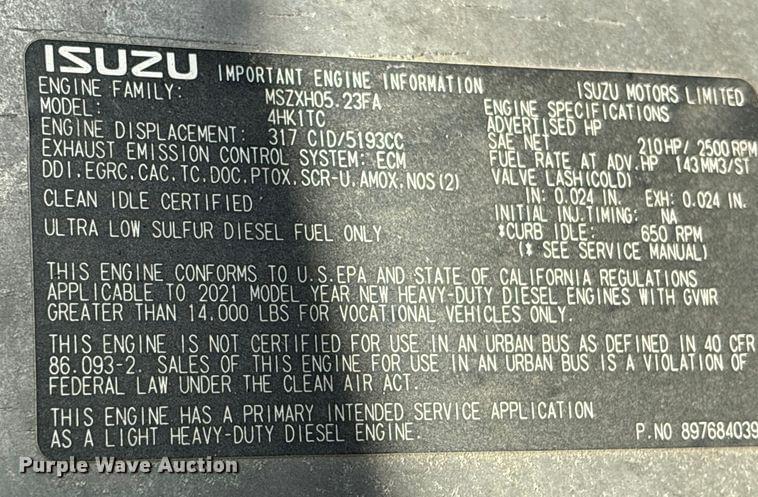 ISUZU IMPORTANT ENGINE INFORMATION ISUZU MOTORS LIMITED
ENGINE FAMILY: MSZXH05.23FA
MODEL: 4HK1TC
ENGINE DISPLACEMENT: 317 CID/5193CC
EXHAUST EMISSION CONTROL SYSTEM: ECM
DDI.EGRC.CAC.TC.DOC.PTOX.SCR-U.AMOX.NOS(2)
CLEAN IDLE CERTIFIED
ULTRA LOW SULFUR DIESEL FUEL ONLY
ENGINE SPECIFICATIONS
ADVERTISED HP
SAE NET 210HP/ 2500RPM
FUEL RATE AT ADV.HP 143MM3/ST
VALVE LASH(COLD)
IN: 0.024 IN. EXH: 0.024 IN.
INITIAL INJ.TIMING: NA
*CURB IDLE: 650 RPM
(* SEE SERVICE MANUAL)
THIS ENGINE CONFORMS TO U.S.EPA AND STATE OF CALIFORNIA REGULATIONS
APPLICABLE TO 2021 MODEL YEAR NEW HEAVY-DUTY DIESEL ENGINES WITH GVWR
GREATER THAN 14.000 LBS FOR VOCATIONAL VEHICLES ONLY.
THIS ENGINE IS NOT CERTIFIED FOR USE IN AN URBAN BUS AS DEFINED IN 40 CFR
86.093-2. SALES OF THIS ENGINE FOR USE IN AN URBAN BUS IS A VIOLATION OF
FEDERAL LAW UNDER THE CLEAN AIR ACT.
THIS ENGINE HAS A PRIMARY INTENDED SERVICE APPLICATION
AS A LIGHT HEAVY-DUTY DIESEL ENGINE. P.NO 897684039
Purple Wave Auction